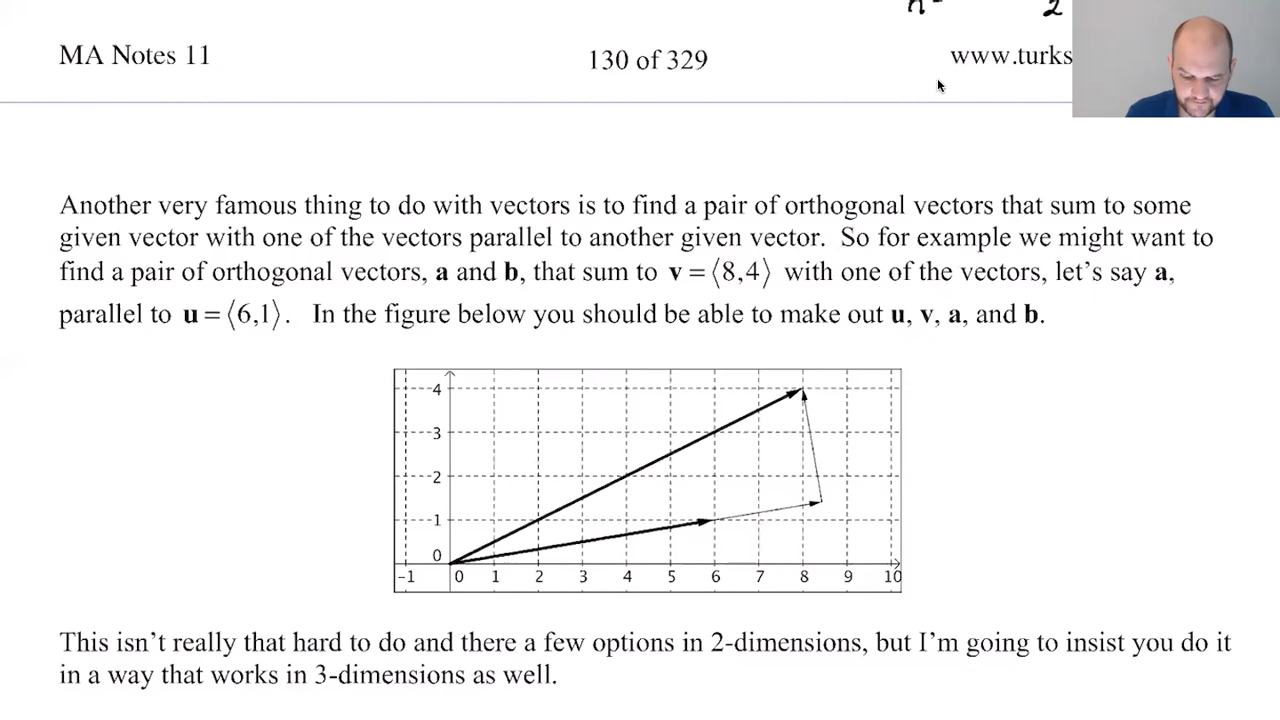 MA Notes 11 130 of 329 www.turks
Another very famous thing to do with vectors is to find a pair of orthogonal vectors that sum to some
given vector with one of the vectors parallel to another given vector. So for example we might want to
find a pair of orthogonal vectors, a and b, that sum to v = ⟨8,4⟩ with one of the vectors, let's say a,
parallel to u = ⟨6,1⟩. In the figure below you should be able to make out u, v, a, and b.
4
3
2
1
0
-1 0 1 2 3 4 5 6 7 8 9 10
This isn't really that hard to do and there a few options in 2-dimensions, but I'm going to insist you do it
in a way that works in 3-dimensions as well.